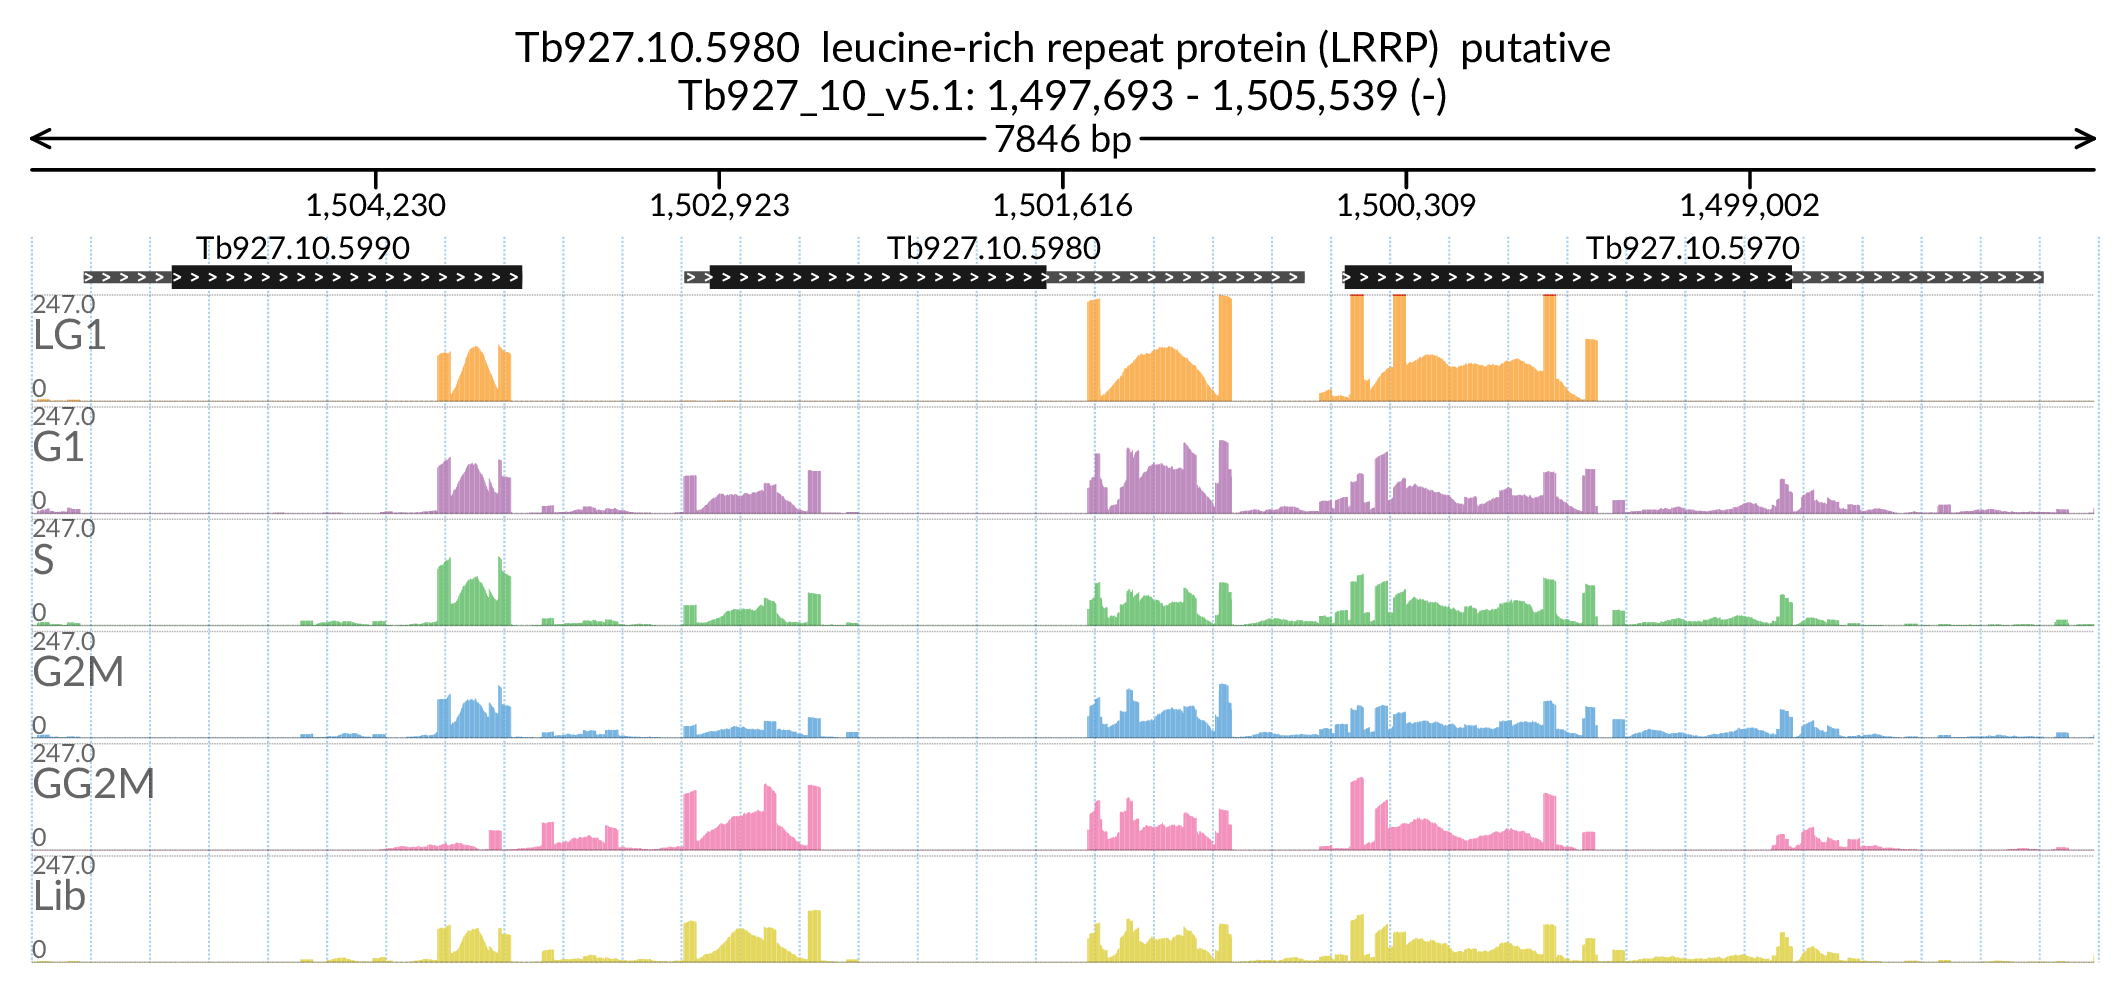 Tb927.10.5980 leucine-rich repeat protein (LRRP) putative
Tb927_10_v5.1: 1,497,693 - 1,505,539 (-)
7846 bp
1,504,230 1,502,923 1,501,616 1,500,309 1,499,002
Tb927.10.5990 Tb927.10.5980 Tb927.10.5970
247.0
LG1
0
247.0
G1
0
247.0
S
0
247.0
G2M
0
247.0
GG2M
0
247.0
Lib
0